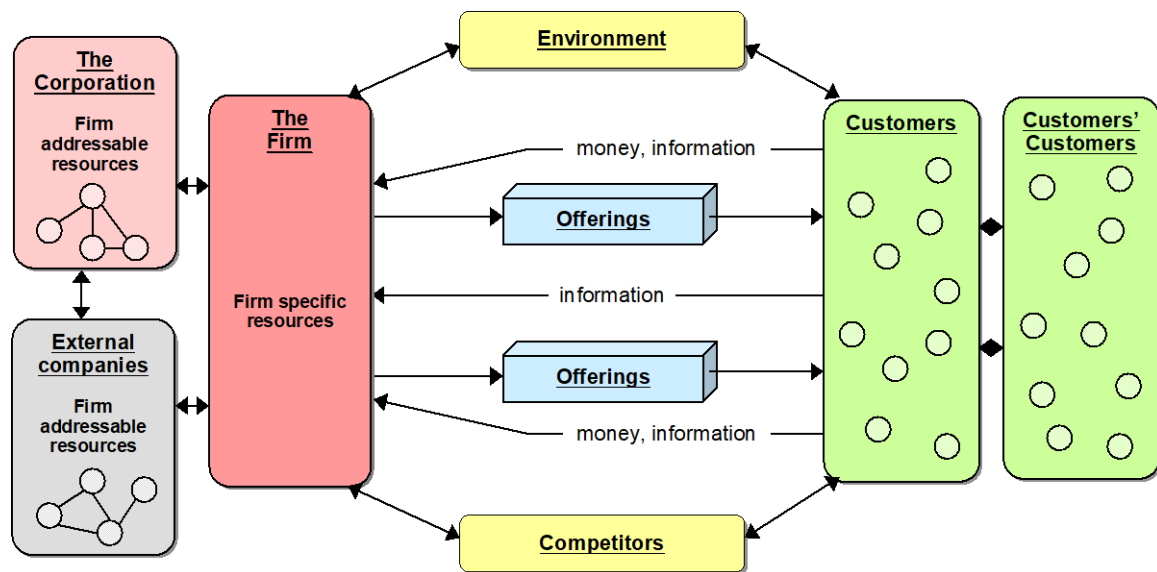 The
Corporation
Firm
addressable
resources
External
companies
Firm
addressable
resources
The
Firm
Firm specific
resources
Environment
money, information
Offerings
information
Offerings
money, information
Competitors
Customers
Customers’
Customers